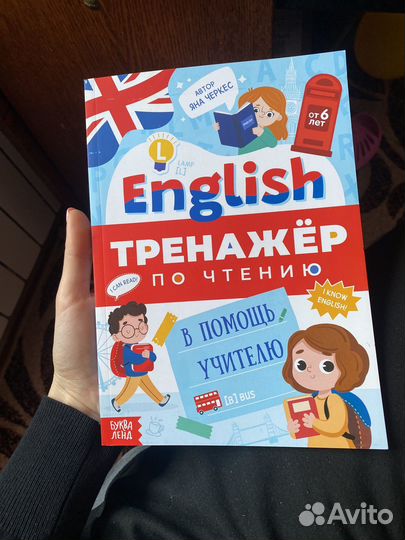 АВТОР
ЯНА ЧЕРКЕС
ОТ 6
ЛЕТ
L
LAMP
[L]
English
ТРЕНАЖЁР
ПО ЧТЕНИЮ
I CAN READ!
I KNOW
ENGLISH!
В ПОМОЩЬ
УЧИТЕЛЮ
[B] BUS
БУКВА
ЛЕНД
Avito